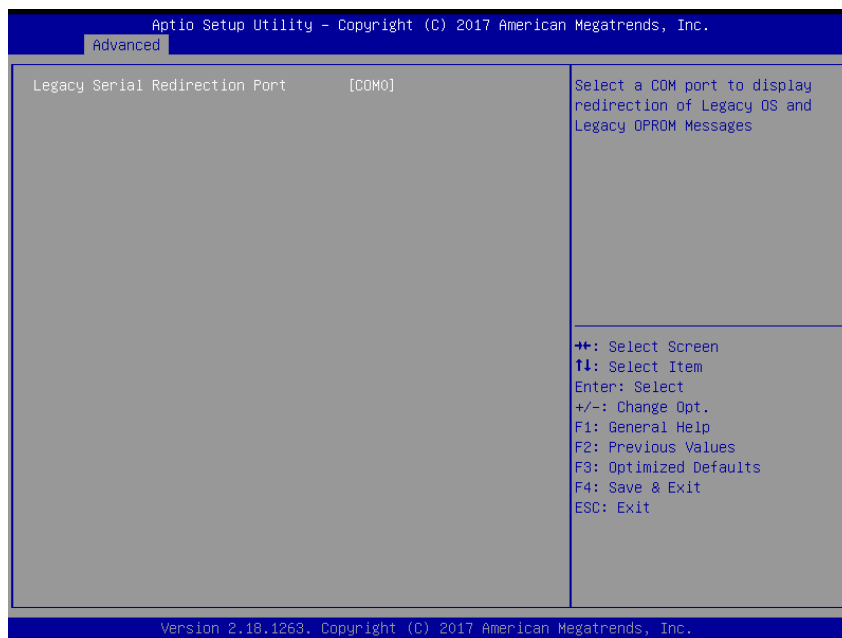 Aptio Setup Utility – Copyright (C) 2017 American Megatrends, Inc.
Advanced
Legacy Serial Redirection Port [COM0]
Select a COM port to display
redirection of Legacy OS and
Legacy OPROM Messages
→←: Select Screen
↑↓: Select Item
Enter: Select
+/-: Change Opt.
F1: General Help
F2: Previous Values
F3: Optimized Defaults
F4: Save & Exit
ESC: Exit
Version 2.18.1263. Copyright (C) 2017 American Megatrends, Inc.